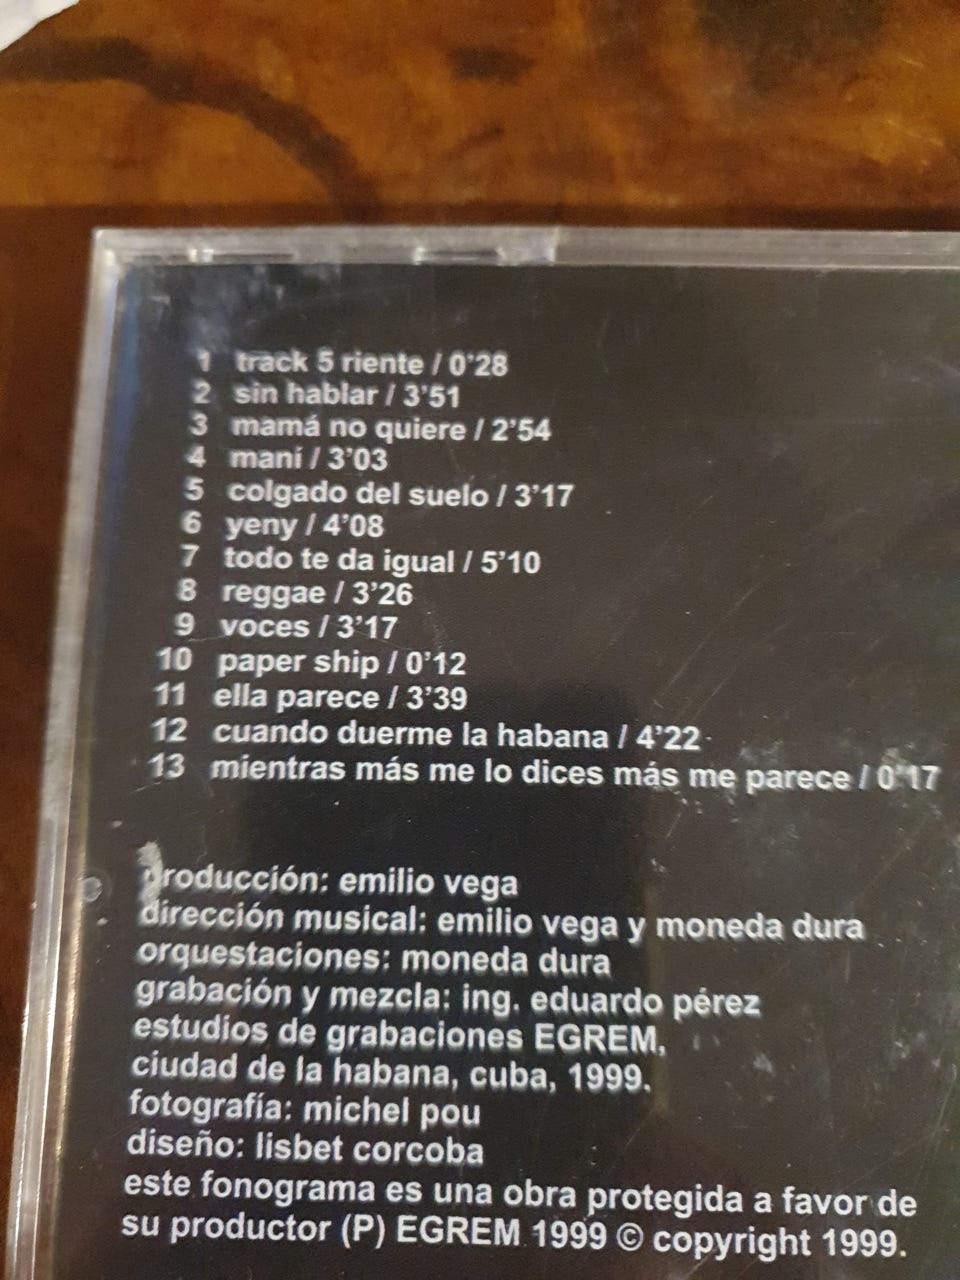 1 track 5 riente / 0'28
2 sin hablar / 3'51
3 mamá no quiere / 2'54
4 maní / 3'03
5 colgado del suelo / 3'17
6 yeny / 4'08
7 todo te da igual / 5'10
8 reggae / 3'26
9 voces / 3'17
10 paper ship / 0'12
11 ella parece / 3'39
12 cuando duerme la habana / 4'22
13 mientras más me lo dices más me parece / 0'17
producción: emilio vega
dirección musical: emilio vega y moneda dura
orquestaciones: moneda dura
grabación y mezcla: ing. eduardo pérez
estudios de grabaciones EGREM,
ciudad de la habana, cuba, 1999.
fotografía: michel pou
diseño: lisbet corcoba
este fonograma es una obra protegida a favor de
su productor (P) EGREM 1999 © copyright 1999.